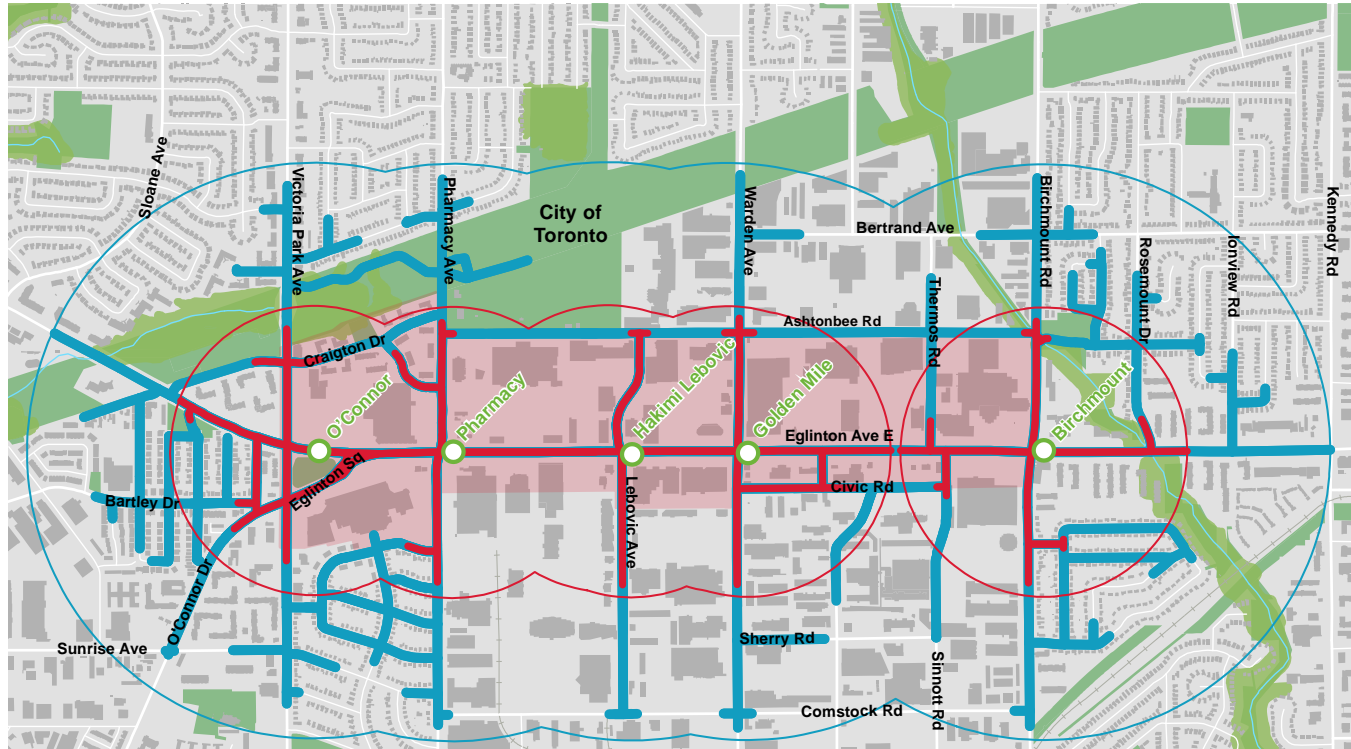 Sloane Ave
Victoria Park Ave
Pharmacy Ave
City of
Toronto
Warden Ave
Bertrand Ave
Birchmount Rd
Rosemount Dr
Ionview Rd
Kennedy Rd
Thermos Rd
Ashtonbee Rd
Craigton Dr
O'Connor
Pharmacy
Hakimi Lebovic
Golden Mile
Birchmount
Eglinton Ave E
Eglinton Sq
Civic Rd
Bartley Dr
Lebovic Ave
O'Connor Dr
Sunrise Ave
Sherry Rd
Sinnott Rd
Comstock Rd